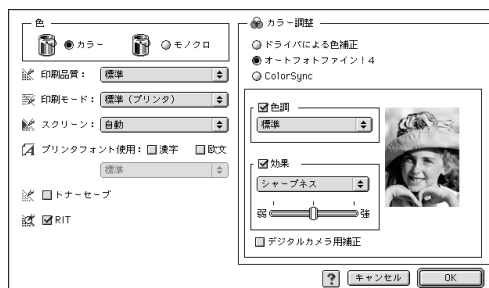 色
カラー
モノクロ
印刷品質：
標準
印刷モード：
標準（プリンタ）
スクリーン：
自動
プリンタフォント使用：
漢字
欧文
標準
トナーセーブ
RIT
カラー調整
ドライバによる色補正
オートフォトファイン！4
ColorSync
色調
標準
効果
シャープネス
弱
強
デジタルカメラ用補正
?
キャンセル
OK